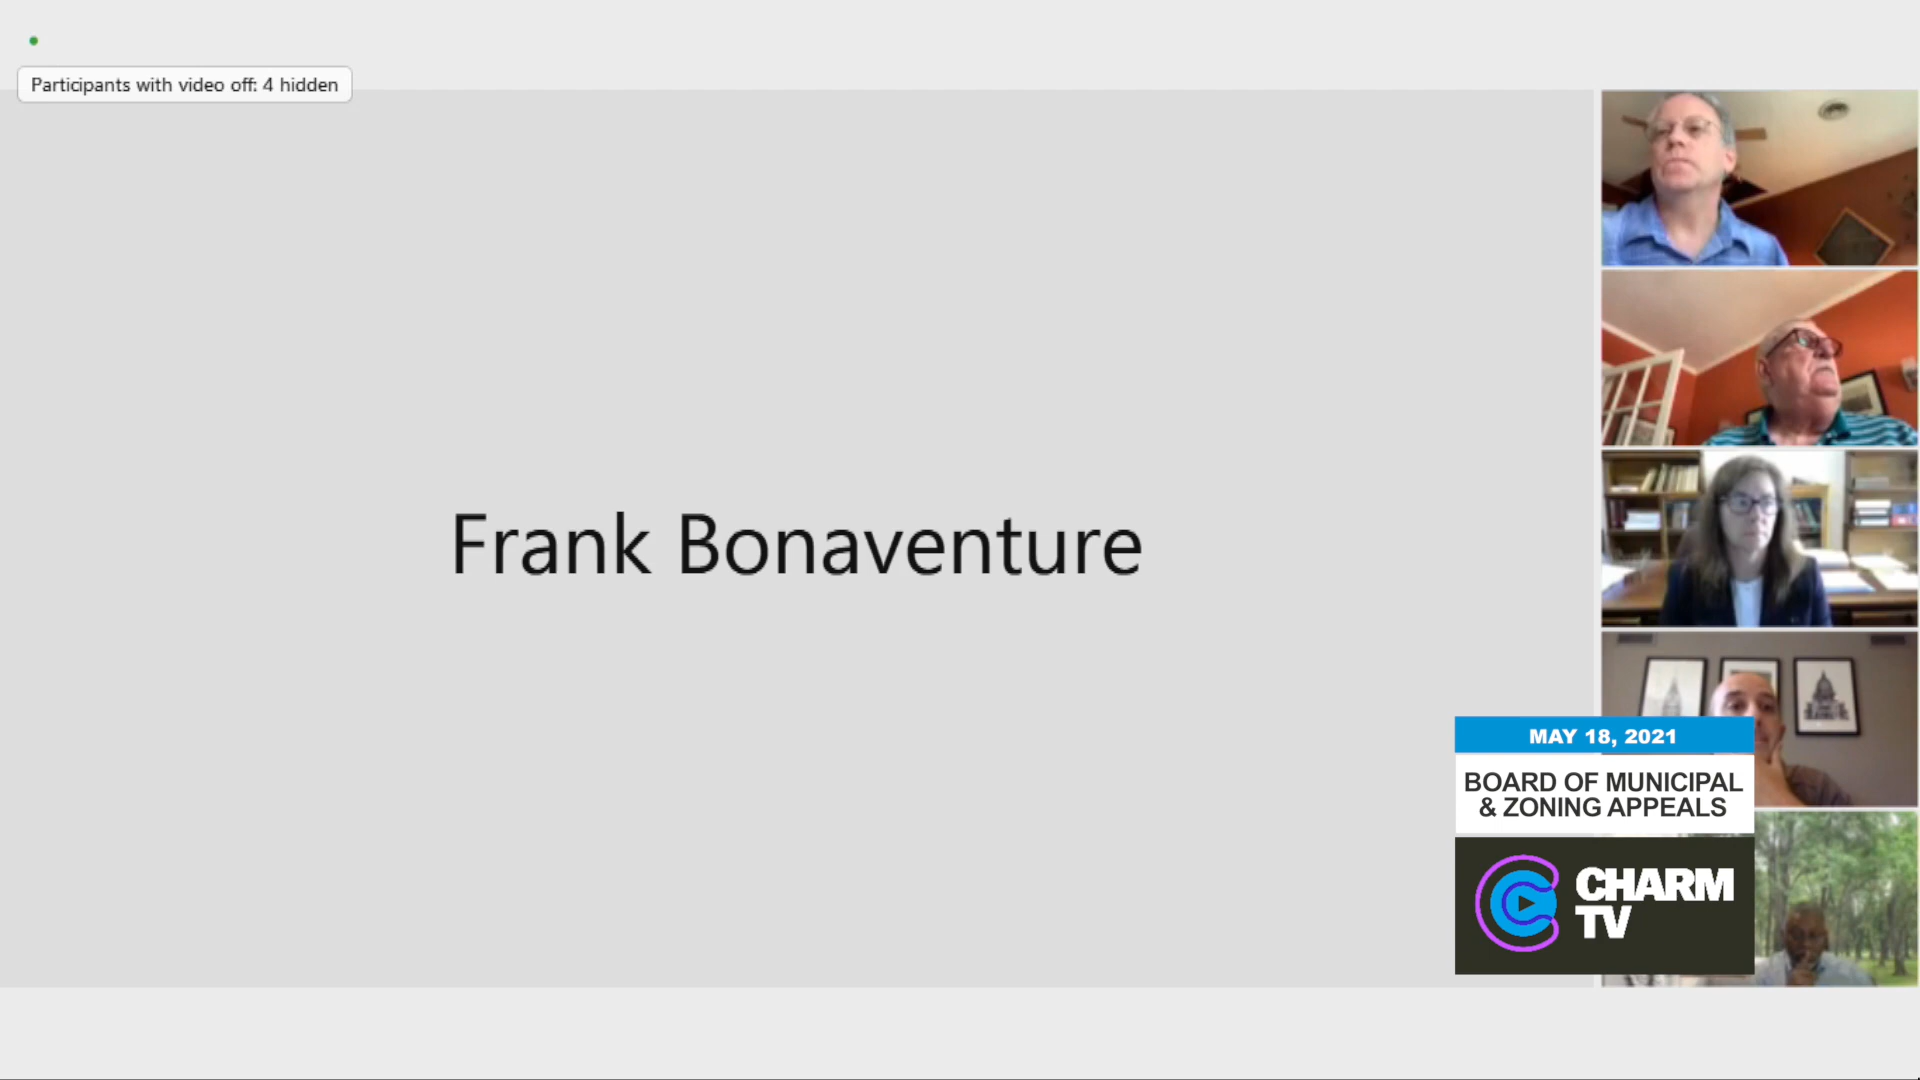 Participants with video off: 4 hidden
Frank Bonaventure
MAY 18, 2021
BOARD OF MUNICIPAL
& ZONING APPEALS
CHARM
TV